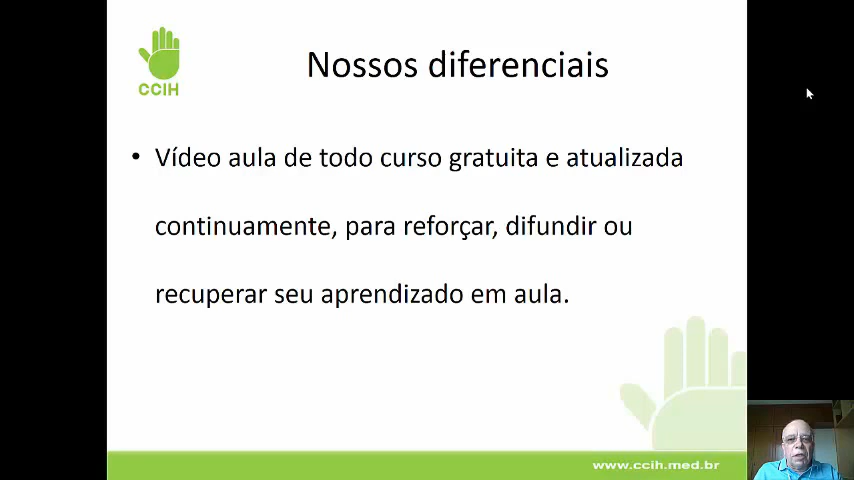 CCIH
Nossos diferenciais
• Vídeo aula de todo curso gratuita e atualizada
continuamente, para reforçar, difundir ou
recuperar seu aprendizado em aula.
www.ccih.med.br